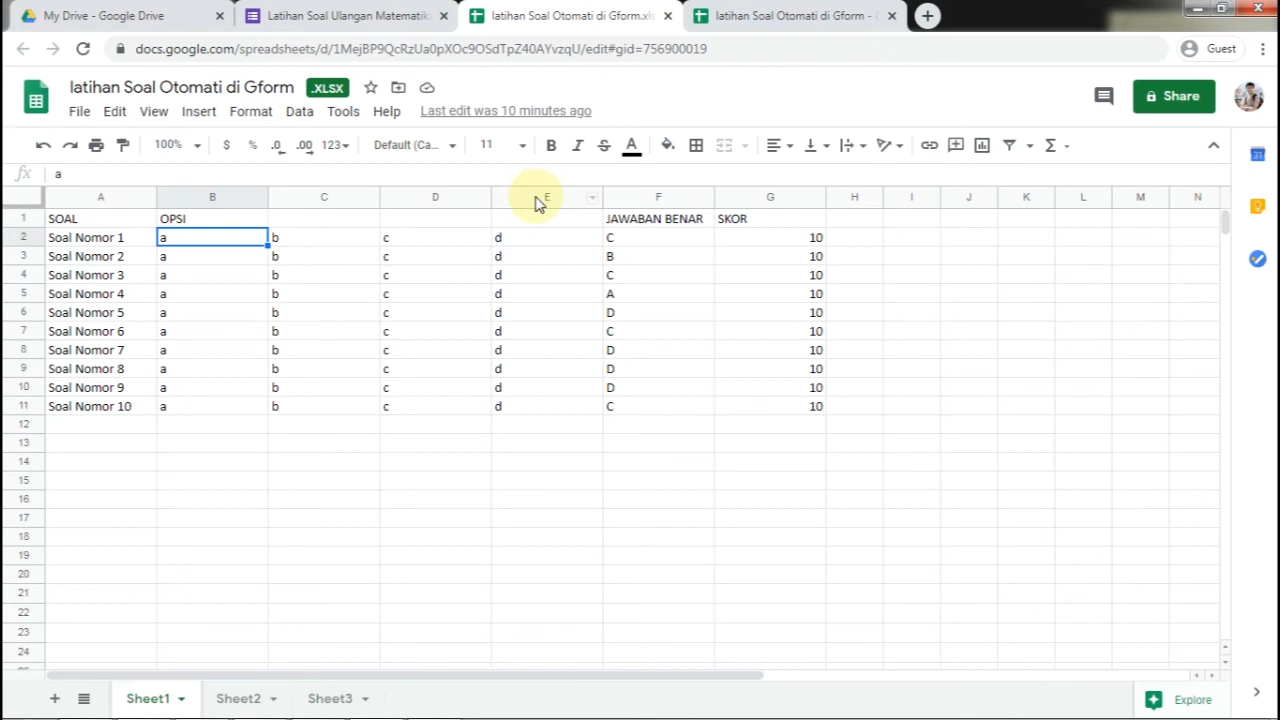 My Drive - Google Drive
Latihan Soal Ulangan Matematik
latihan Soal Otomati di Gform.xls
latihan Soal Otomati di Gform - G
docs.google.com/spreadsheets/d/1MejBP9QcRzUa0pXOc9OSdTpZ40AYvzqU/edit#gid=756900019
Guest
latihan Soal Otomati di Gform .XLSX
Share
File Edit View Insert Format Data Tools Help Last edit was 10 minutes ago
100% $ % .0 .00 123 Default (Ca... 11 B I S A
fx a
A B C D E F G H I J K L M N
1 SOAL OPSI JAWABAN BENAR SKOR
2 Soal Nomor 1 a b c d C 10
3 Soal Nomor 2 a b c d B 10
4 Soal Nomor 3 a b c d C 10
5 Soal Nomor 4 a b c d A 10
6 Soal Nomor 5 a b c d D 10
7 Soal Nomor 6 a b c d C 10
8 Soal Nomor 7 a b c d D 10
9 Soal Nomor 8 a b c d D 10
10 Soal Nomor 9 a b c d D 10
11 Soal Nomor 10 a b c d C 10
12
13
14
15
16
17
18
19
20
21
22
23
24
Sheet1 Sheet2 Sheet3 Explore